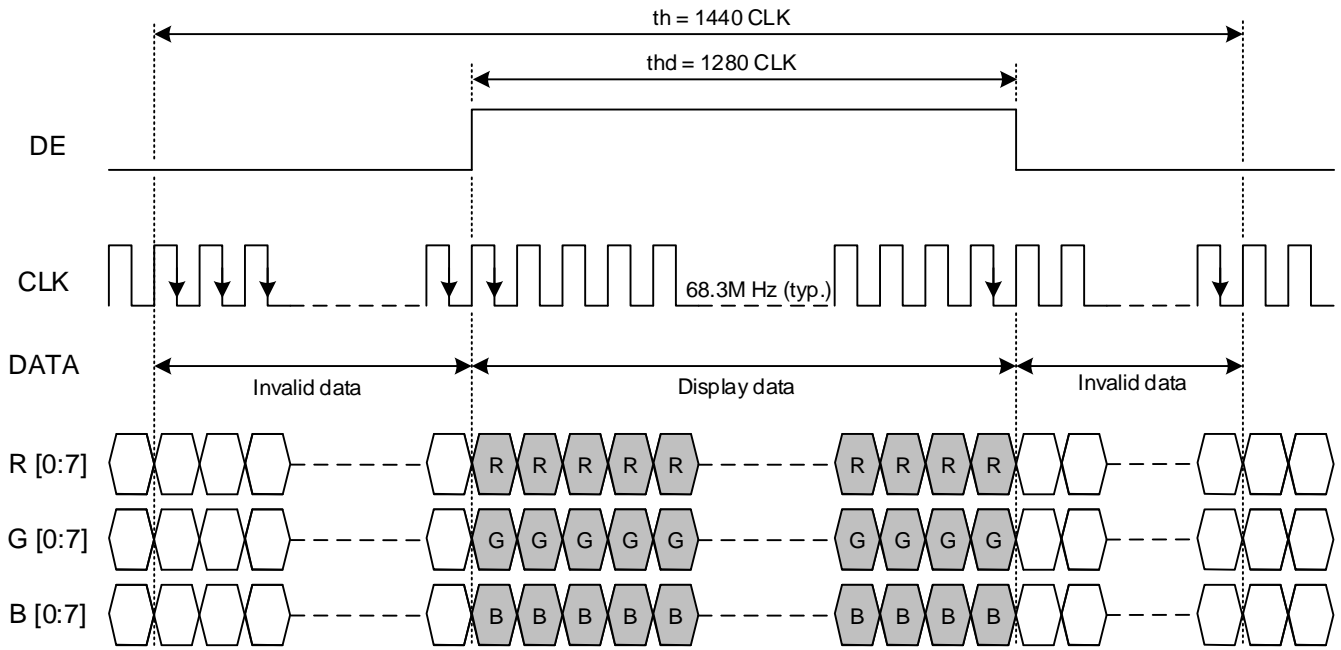 th = 1440 CLK
thd = 1280 CLK
DE
CLK
68.3M Hz (typ.)
DATA
Invalid data
Display data
Invalid data
R [0:7]
R R R R R R R R R
G [0:7]
G G G G G G G G G
B [0:7]
B B B B B B B B B